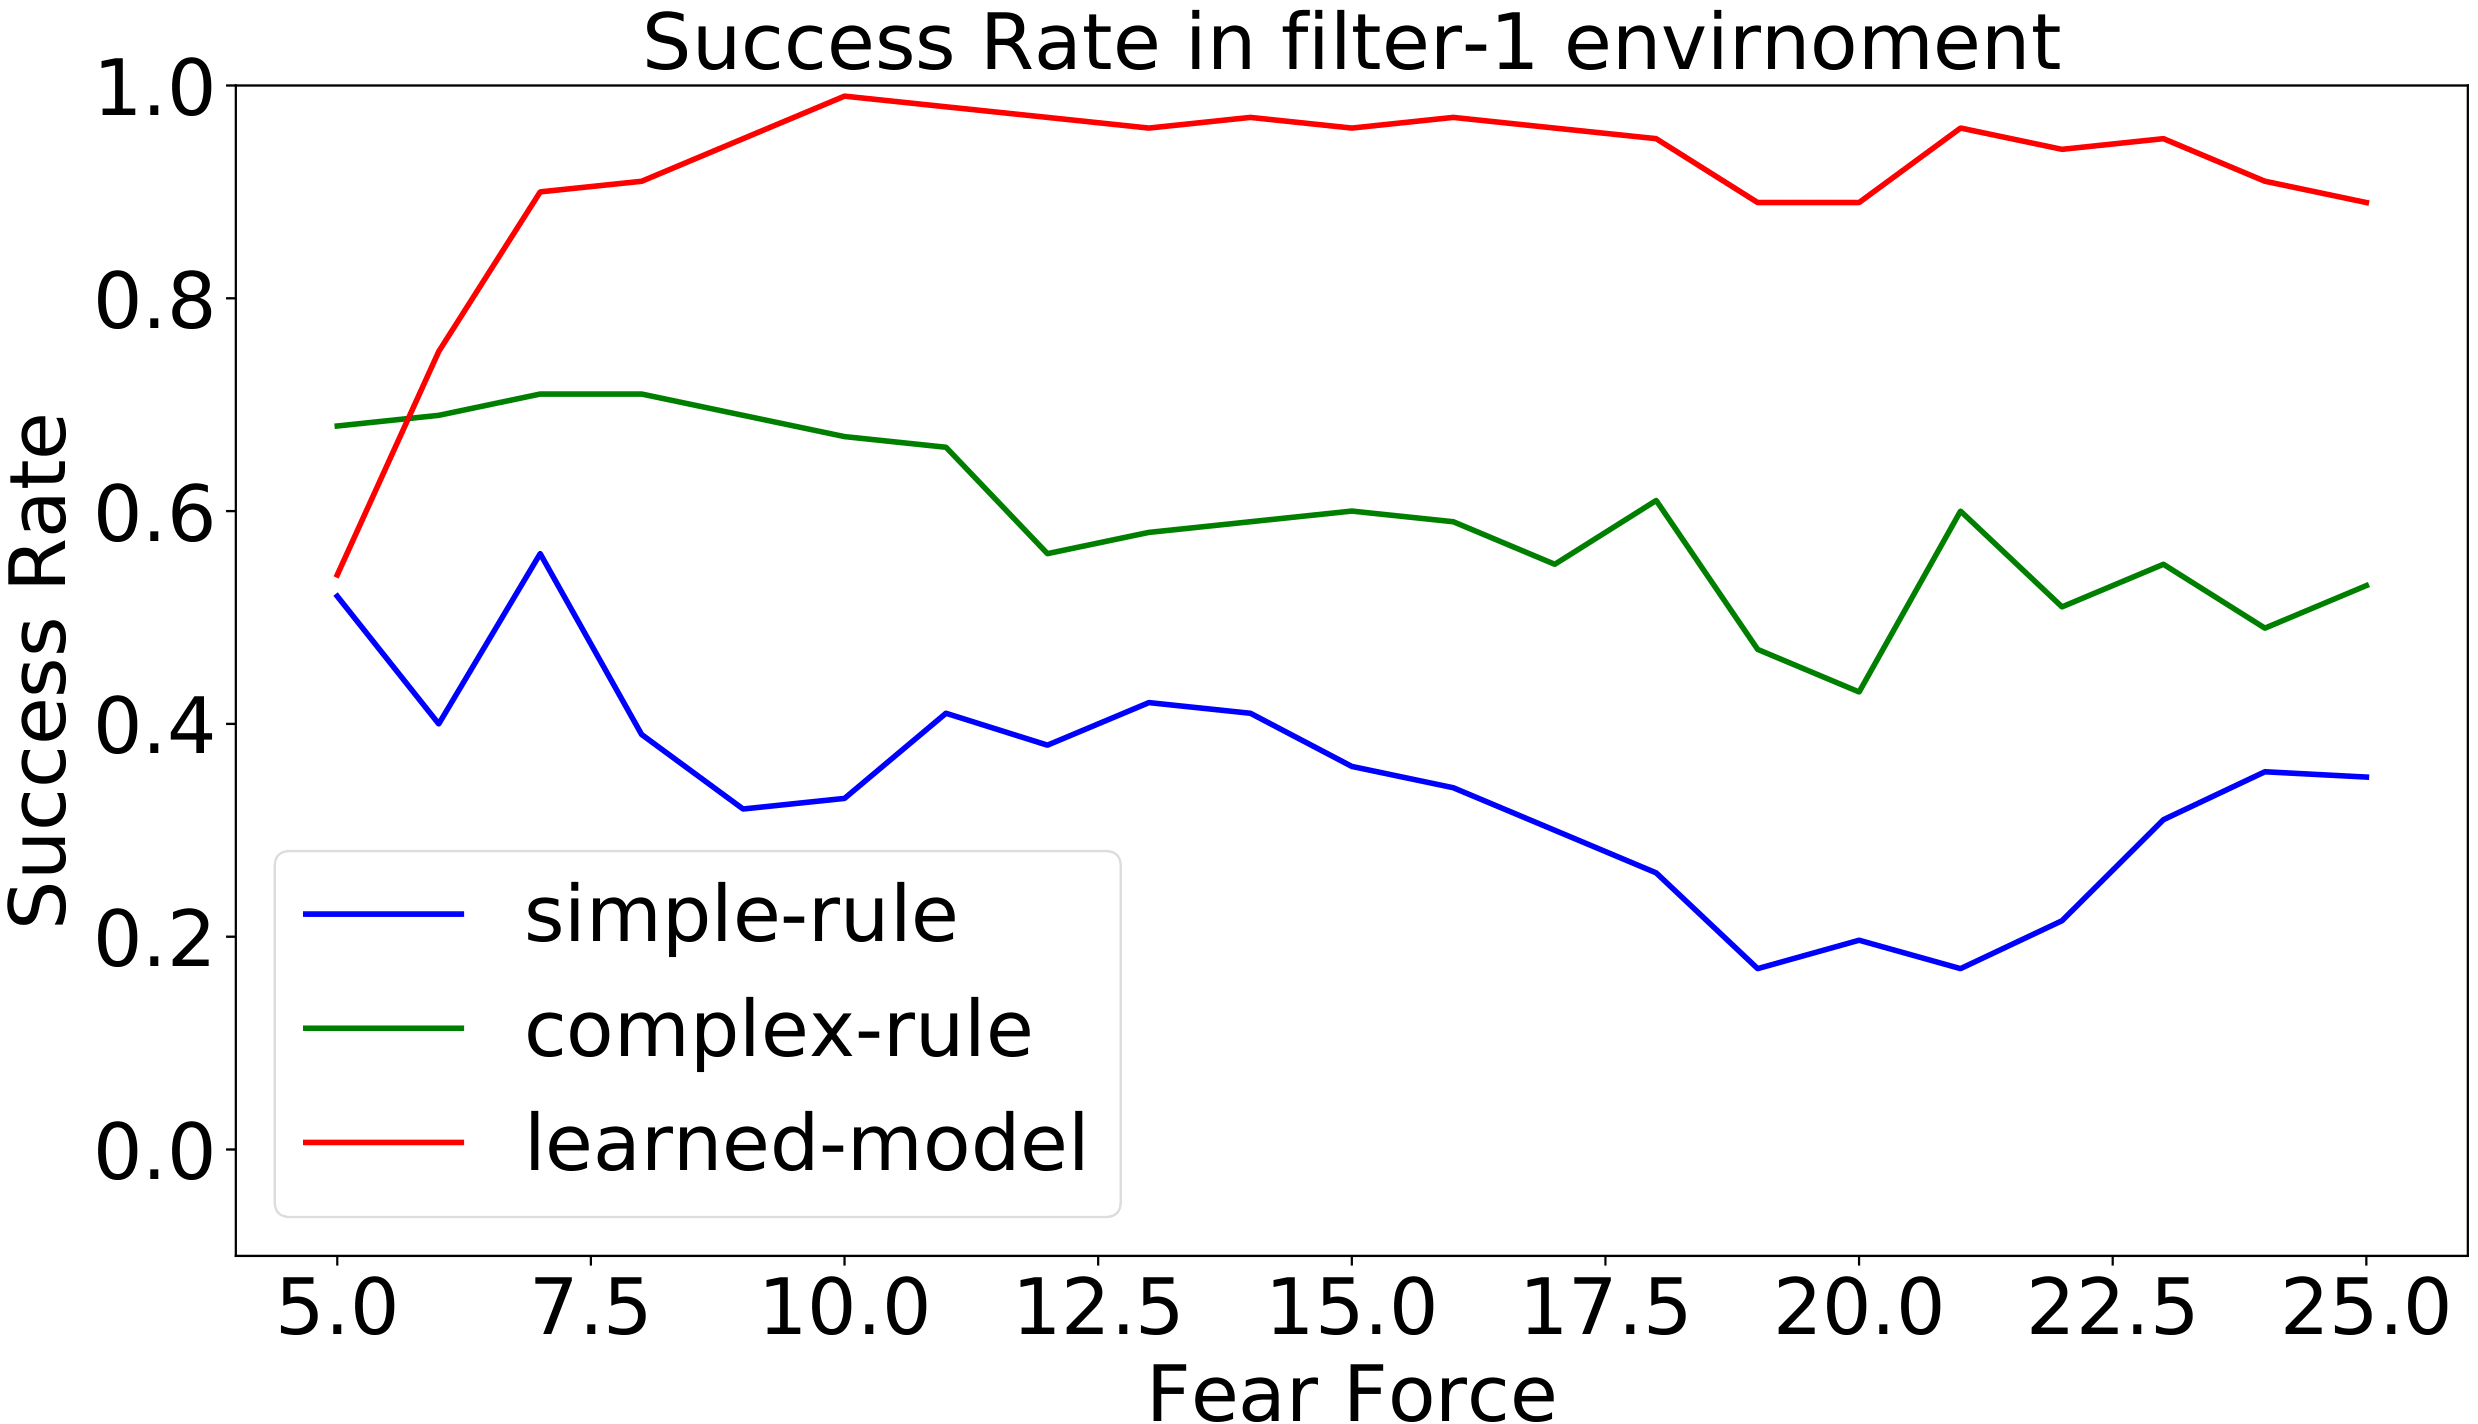 Success Rate in filter-1 envirnoment
Success Rate
1.0
0.8
0.6
0.4
0.2
0.0
simple-rule
complex-rule
learned-model
5.0 7.5 10.0 12.5 15.0 17.5 20.0 22.5 25.0
Fear Force